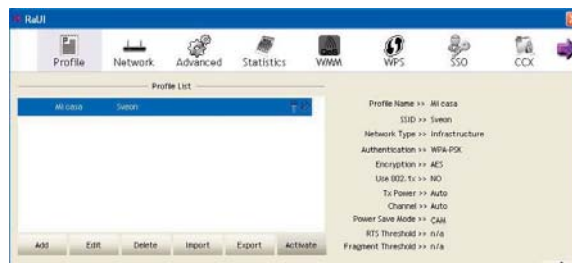 RaUI
Profile Network Advanced Statistics WMM WPS SSO CCX
QoS
Profile List
Mi casa Sveon
Add Edit Delete Import Export Activate
Profile Name >> Mi casa
SSID >> Sveon
Network Type >> Infrastructure
Authentication >> WPA-PSK
Encryption >> AES
Use 802.1x >> NO
Tx Power >> Auto
Channel >> Auto
Power Save Mode >> CAM
RTS Threshold >> n/a
Fragment Threshold >> n/a